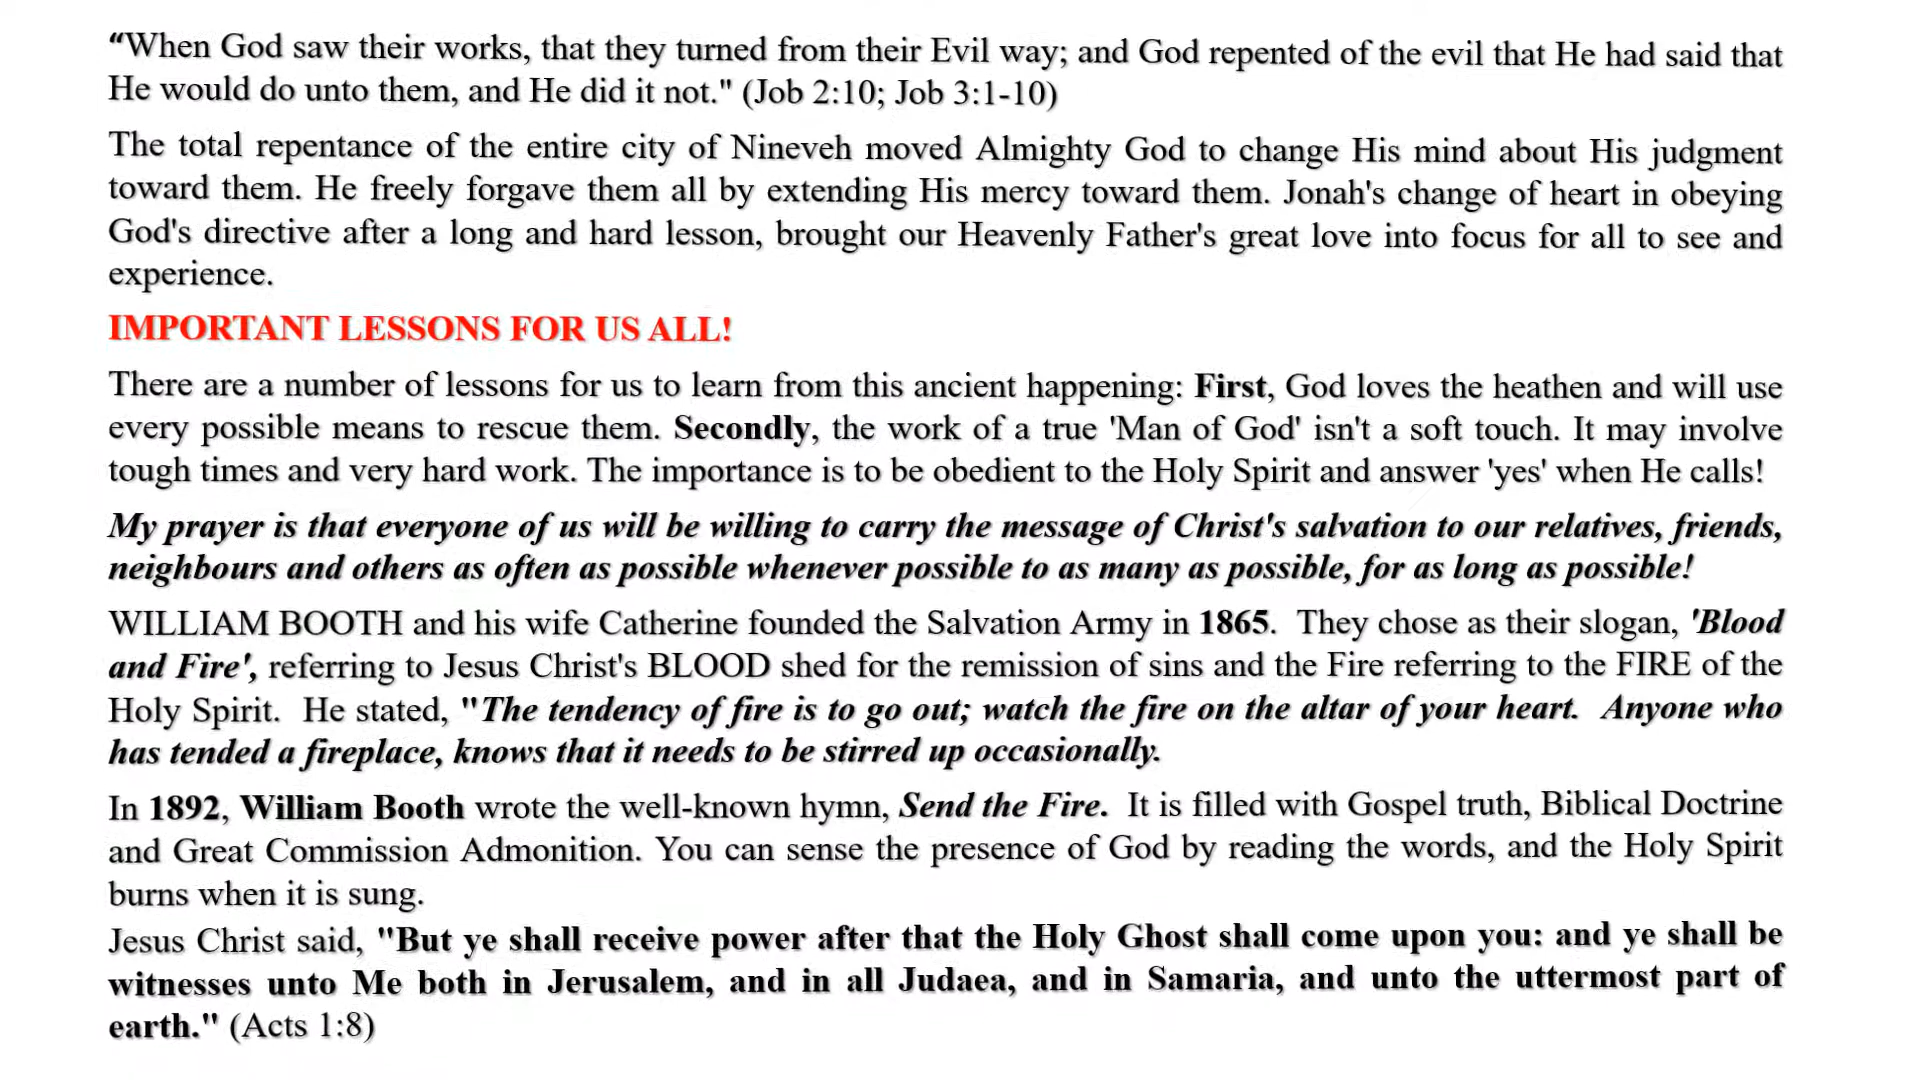 “When God saw their works, that they turned from their Evil way; and God repented of the evil that He had said that
He would do unto them, and He did it not." (Job 2:10; Job 3:1-10)
The total repentance of the entire city of Nineveh moved Almighty God to change His mind about His judgment
toward them. He freely forgave them all by extending His mercy toward them. Jonah's change of heart in obeying
God's directive after a long and hard lesson, brought our Heavenly Father's great love into focus for all to see and
experience.
IMPORTANT LESSONS FOR US ALL!
There are a number of lessons for us to learn from this ancient happening: First, God loves the heathen and will use
every possible means to rescue them. Secondly, the work of a true 'Man of God' isn't a soft touch. It may involve
tough times and very hard work. The importance is to be obedient to the Holy Spirit and answer 'yes' when He calls!
My prayer is that everyone of us will be willing to carry the message of Christ's salvation to our relatives, friends,
neighbours and others as often as possible whenever possible to as many as possible, for as long as possible!
WILLIAM BOOTH and his wife Catherine founded the Salvation Army in 1865.  They chose as their slogan, 'Blood
and Fire', referring to Jesus Christ's BLOOD shed for the remission of sins and the Fire referring to the FIRE of the
Holy Spirit.  He stated, "The tendency of fire is to go out; watch the fire on the altar of your heart.  Anyone who
has tended a fireplace, knows that it needs to be stirred up occasionally.
In 1892, William Booth wrote the well-known hymn, Send the Fire.  It is filled with Gospel truth, Biblical Doctrine
and Great Commission Admonition. You can sense the presence of God by reading the words, and the Holy Spirit
burns when it is sung.
Jesus Christ said, "But ye shall receive power after that the Holy Ghost shall come upon you: and ye shall be
witnesses unto Me both in Jerusalem, and in all Judaea, and in Samaria, and unto the uttermost part of
earth." (Acts 1:8)